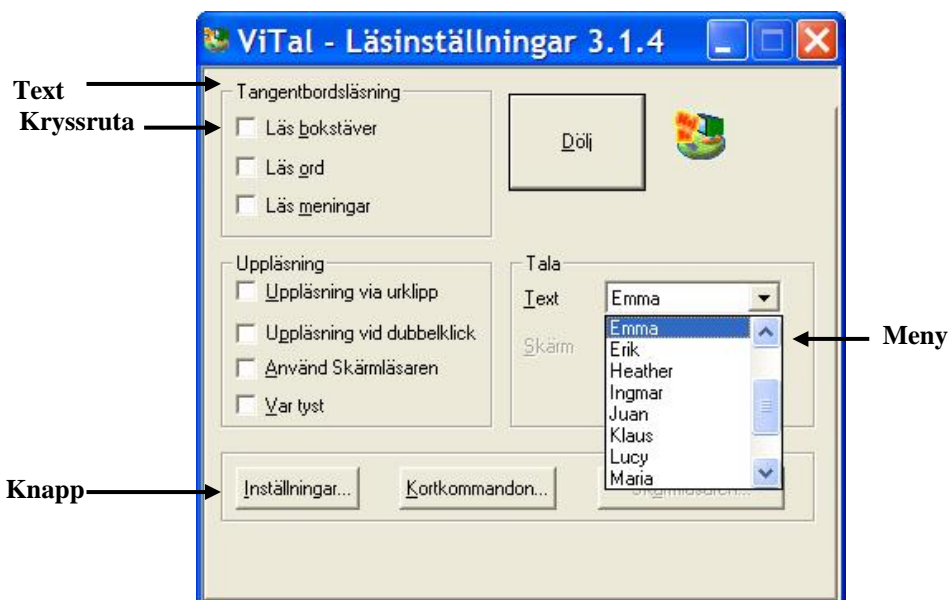 ViTal - Läsinställningar 3.1.4
Text
Tangentbordsläsning
Kryssruta
Läs bokstäver
Läs ord
Läs meningar
Dölj
Uppläsning
Uppläsning via urklipp
Uppläsning vid dubbelklick
Använd Skärmläsaren
Var tyst
Tala
Text
Emma
Skärm
Emma
Erik
Heather
Ingmar
Juan
Klaus
Lucy
Maria
Meny
Knapp
Inställningar...
Kortkommandon...
Skärmläsaren...